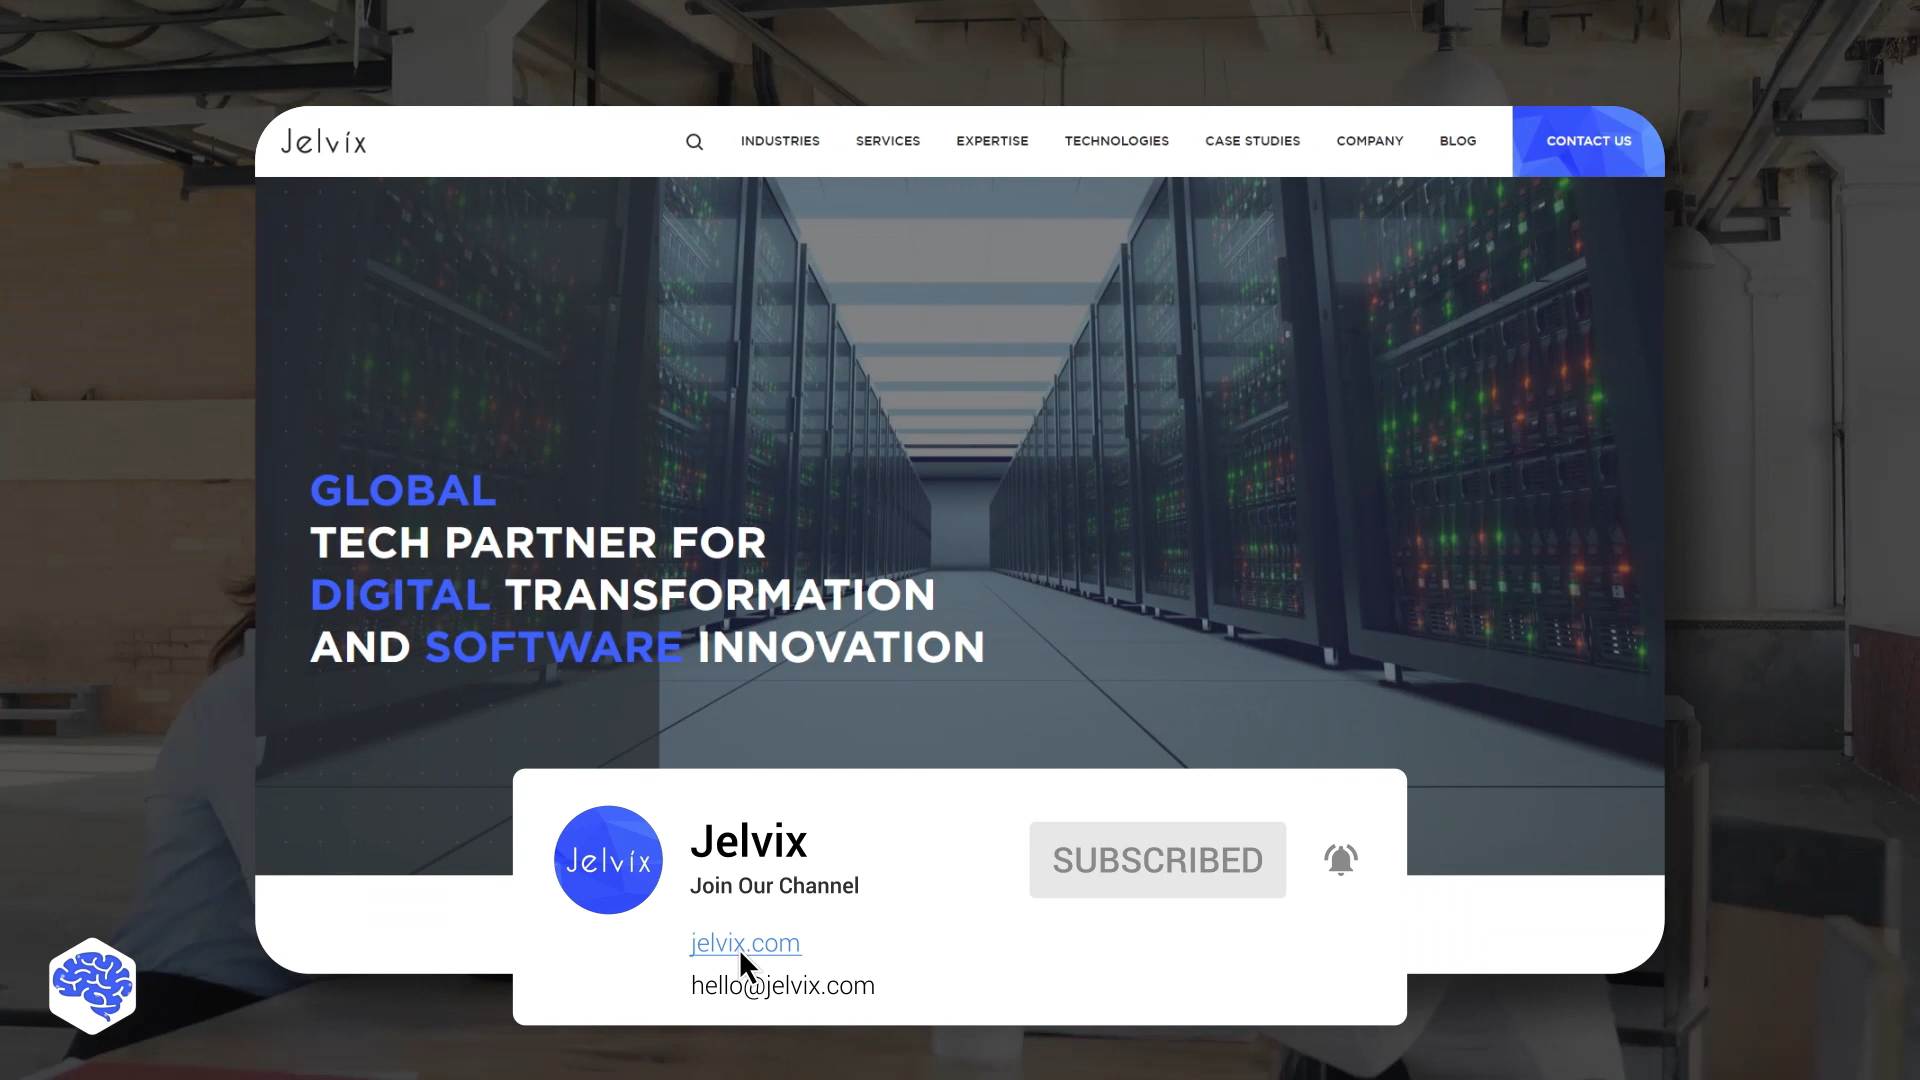 Jelvix
INDUSTRIES
SERVICES
EXPERTISE
TECHNOLOGIES
CASE STUDIES
COMPANY
BLOG
CONTACT US
GLOBAL
TECH PARTNER FOR
DIGITAL TRANSFORMATION
AND SOFTWARE INNOVATION
Jelvix
Jelvix
Join Our Channel
SUBSCRIBED
jelvix.com
hello@jelvix.com